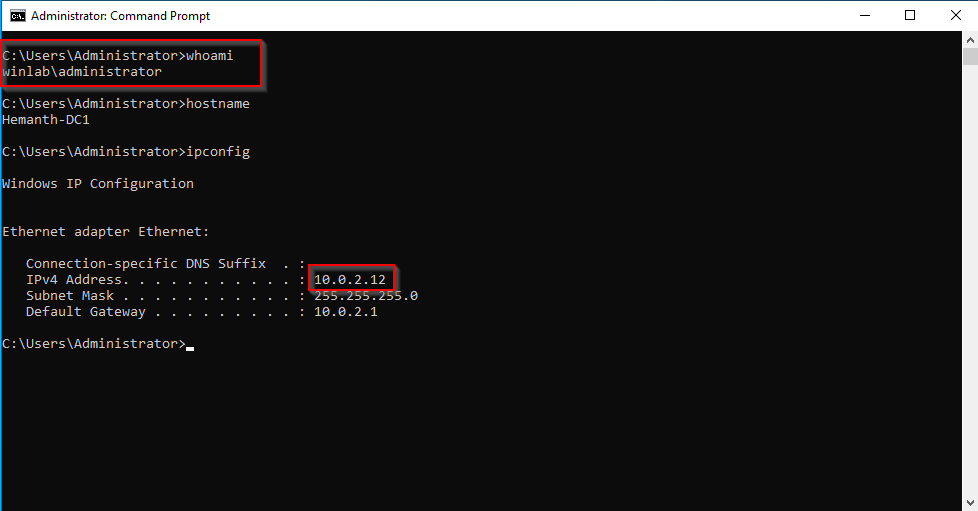 Administrator: Command Prompt
C:\Users\Administrator>whoami
winlab\administrator
C:\Users\Administrator>hostname
Hemanth-DC1
C:\Users\Administrator>ipconfig
Windows IP Configuration
Ethernet adapter Ethernet:
Connection-specific DNS Suffix  . :
IPv4 Address. . . . . . . . . . . : 10.0.2.12
Subnet Mask . . . . . . . . . . . : 255.255.255.0
Default Gateway . . . . . . . . . : 10.0.2.1
C:\Users\Administrator>